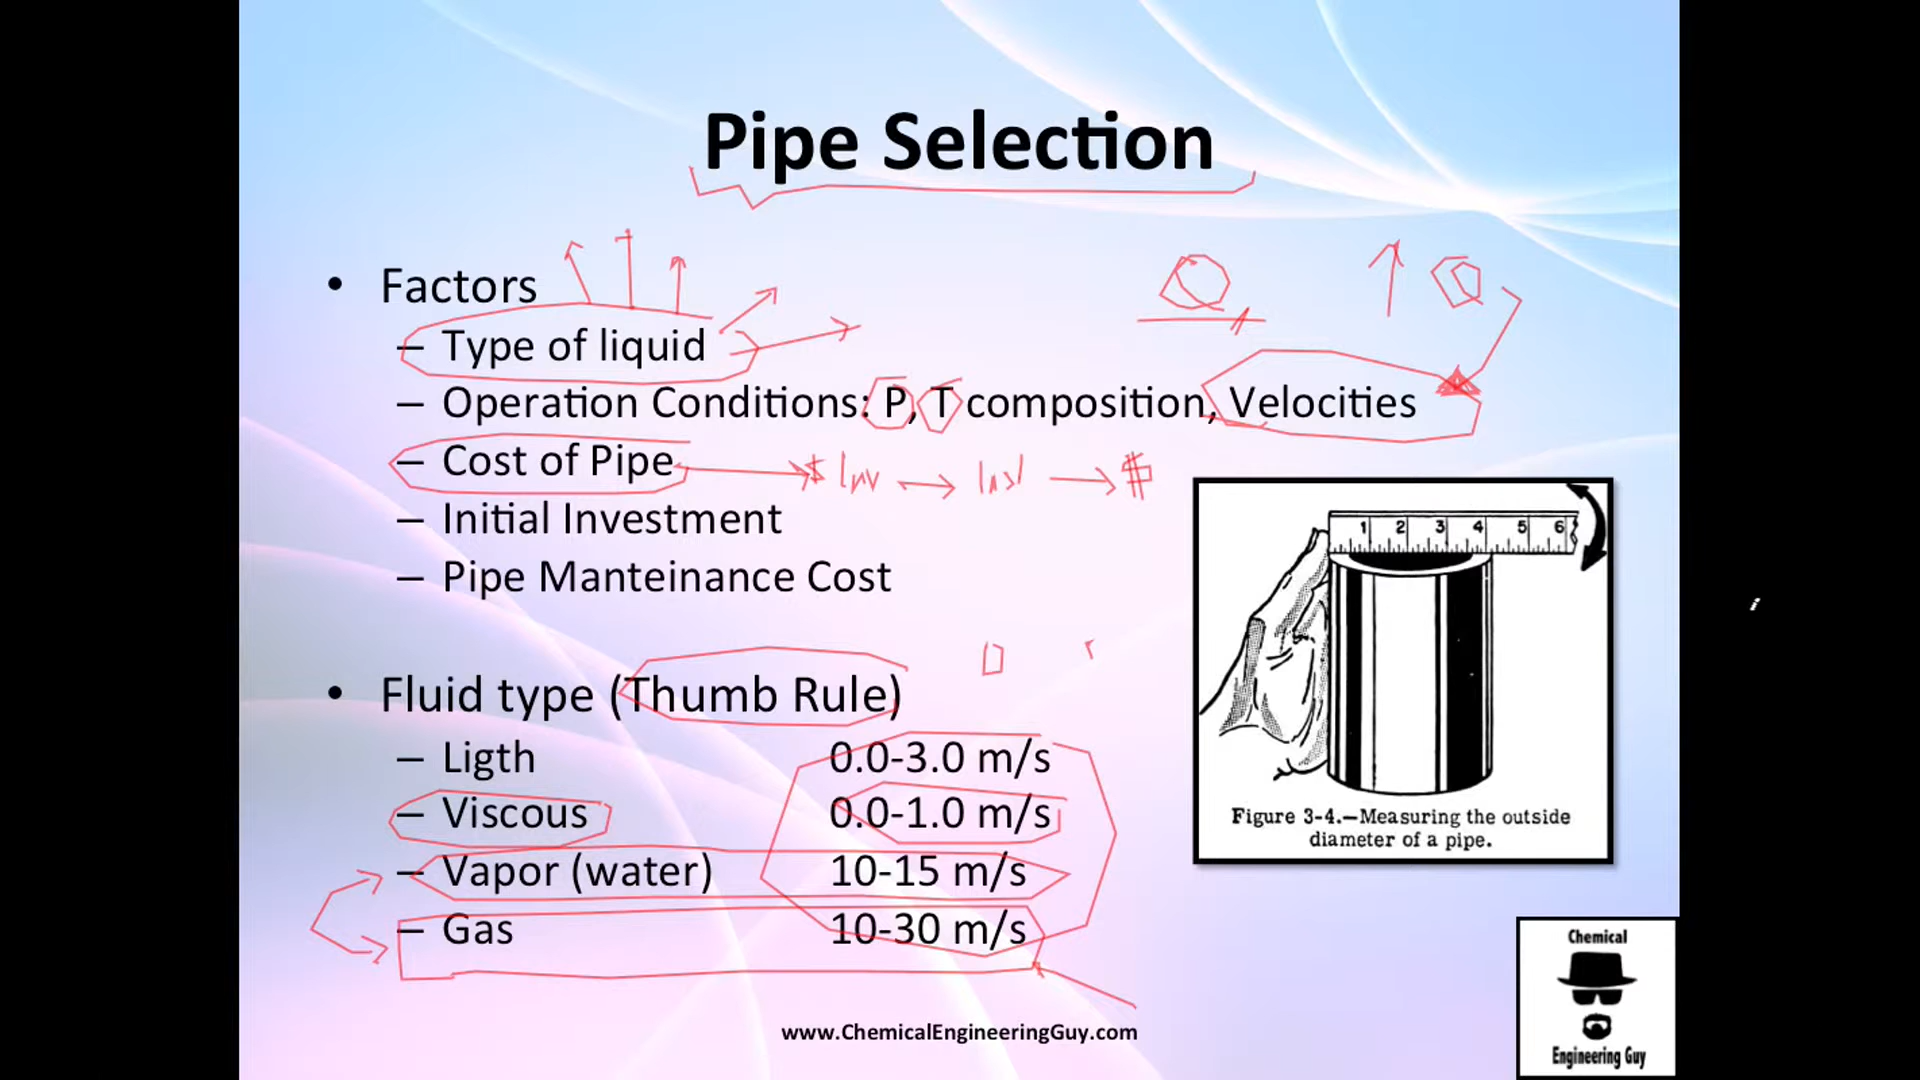 Pipe Selection
• Factors
– Type of liquid
– Operation Conditions: P, T composition, Velocities
– Cost of Pipe
$ Inv
$
– Initial Investment
– Pipe Manteinance Cost
1 2 3 4 5 6
Figure 3-4.—Measuring the outside
diameter of a pipe.
• Fluid type (Thumb Rule)
– Ligth 0.0-3.0 m/s
– Viscous 0.0-1.0 m/s
– Vapor (water) 10-15 m/s
– Gas 10-30 m/s
www.ChemicalEngineeringGuy.com
Chemical
Engineering Guy